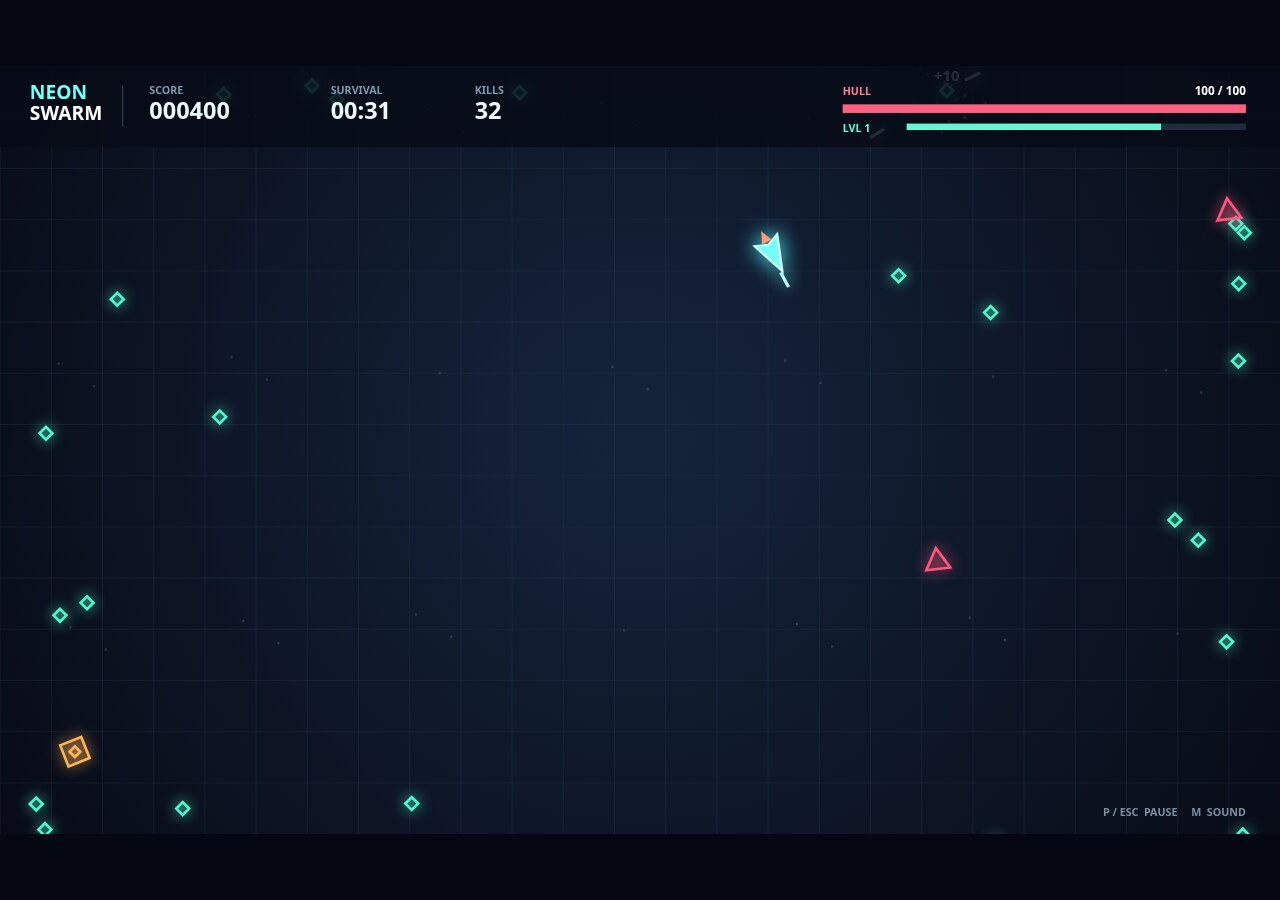 NEON
SWARM
SCORE
000400
SURVIVAL
00:31
KILLS
32
+10
HULL
100 / 100
LVL 1
P / ESC PAUSE M SOUND